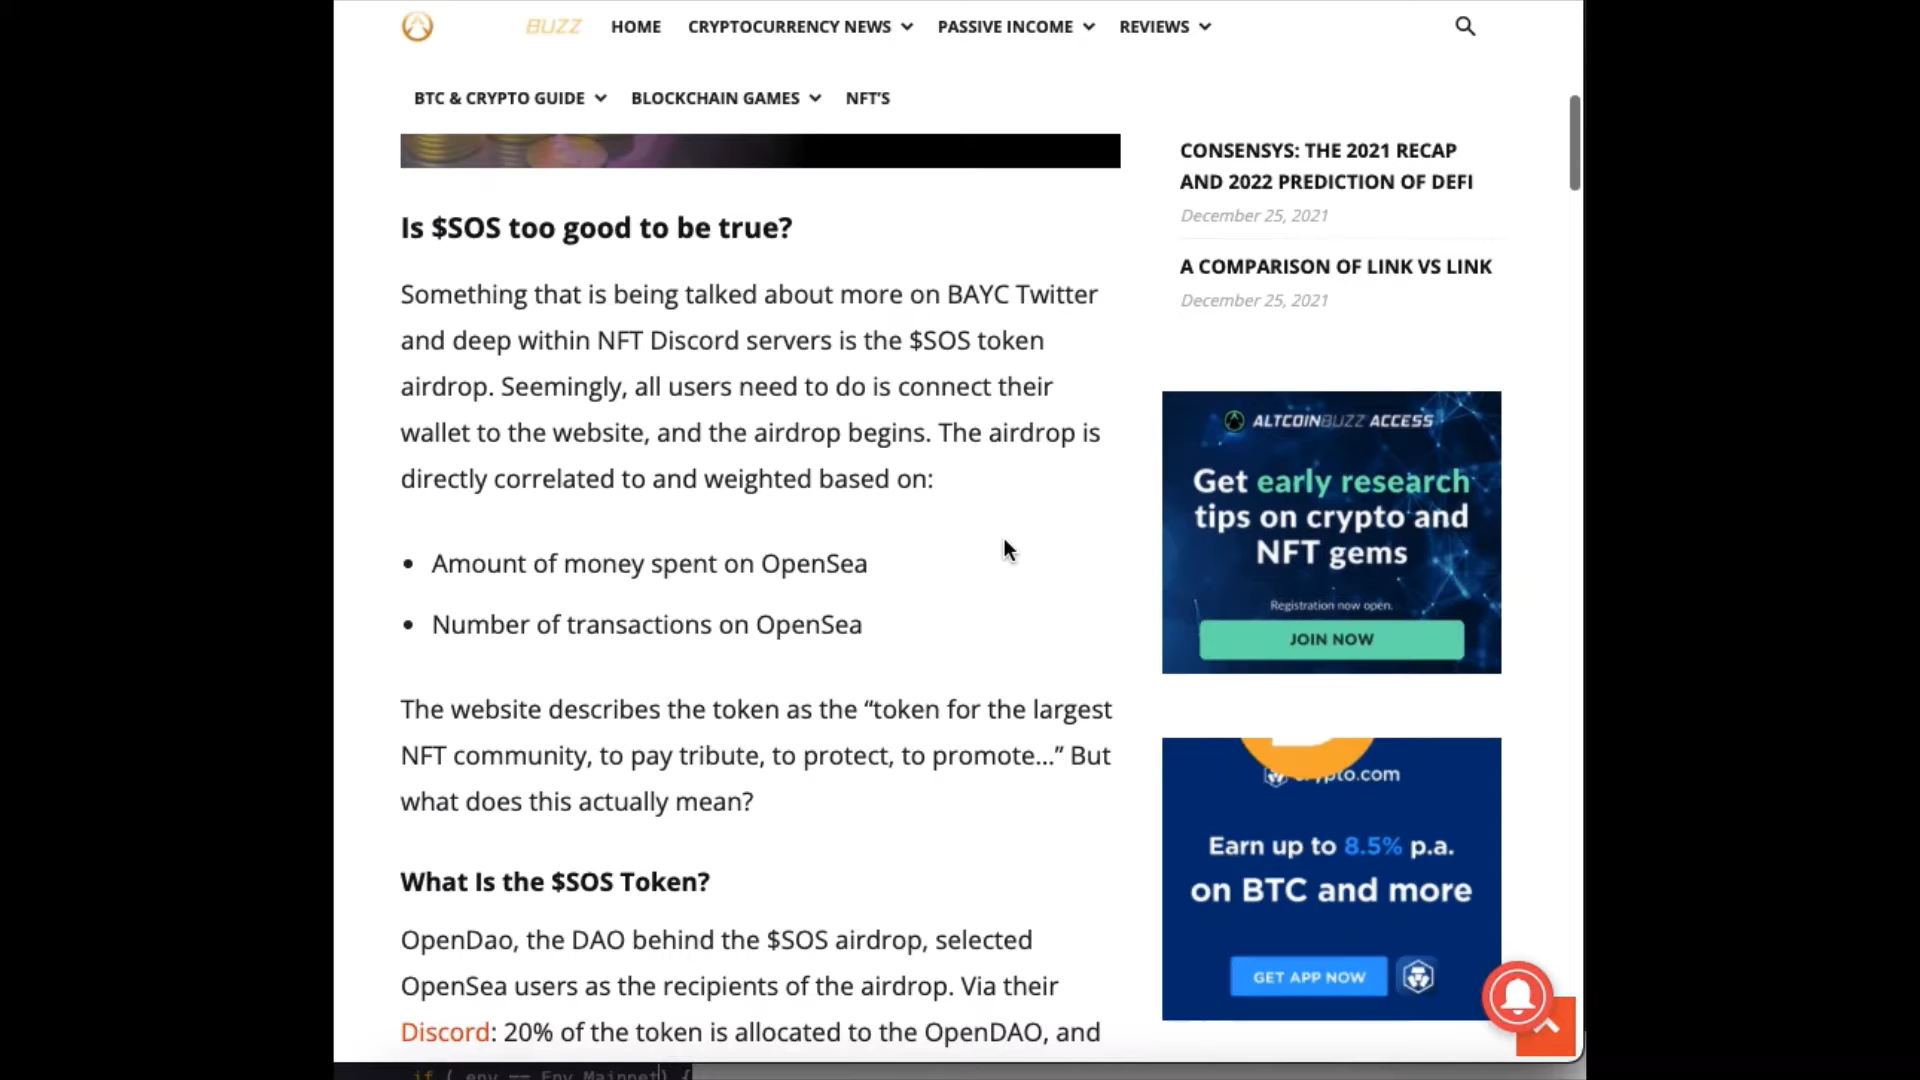 BUZZ HOME CRYPTOCURRENCY NEWS PASSIVE INCOME REVIEWS
BTC & CRYPTO GUIDE BLOCKCHAIN GAMES NFT'S
Is $SOS too good to be true?
Something that is being talked about more on BAYC Twitter
and deep within NFT Discord servers is the $SOS token
airdrop. Seemingly, all users need to do is connect their
wallet to the website, and the airdrop begins. The airdrop is
directly correlated to and weighted based on:
• Amount of money spent on OpenSea
• Number of transactions on OpenSea
The website describes the token as the “token for the largest
NFT community, to pay tribute, to protect, to promote…” But
what does this actually mean?
What Is the $SOS Token?
OpenDao, the DAO behind the $SOS airdrop, selected
OpenSea users as the recipients of the airdrop. Via their
Discord: 20% of the token is allocated to the OpenDAO, and
CONSENSYS: THE 2021 RECAP
AND 2022 PREDICTION OF DEFI
December 25, 2021
A COMPARISON OF LINK VS LINK
December 25, 2021
ALTCOINBUZZ ACCESS
Get early research
tips on crypto and
NFT gems
Registration now open.
JOIN NOW
crypto.com
Earn up to 8.5% p.a.
on BTC and more
GET APP NOW
if ( env == Env.Mainnet) {